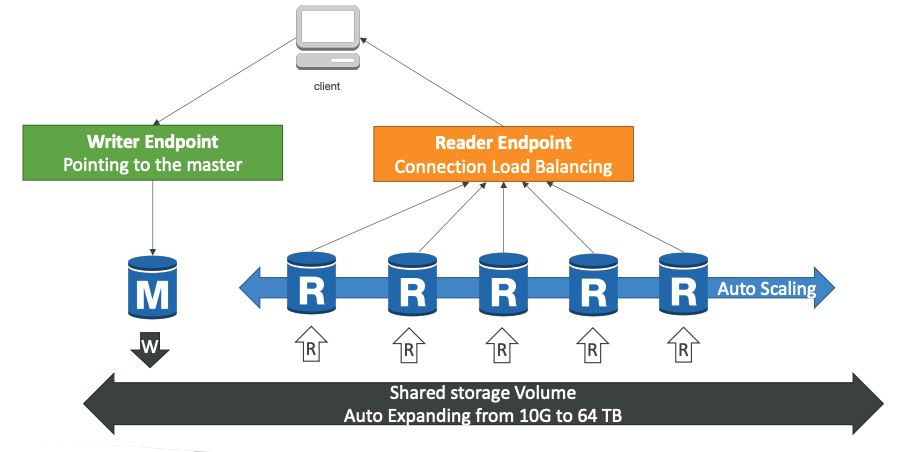 client
Writer Endpoint
Pointing to the master
Reader Endpoint
Connection Load Balancing
M
R
R
R
R
R
Auto Scaling
W
R
R
R
R
R
Shared storage Volume
Auto Expanding from 10G to 64 TB